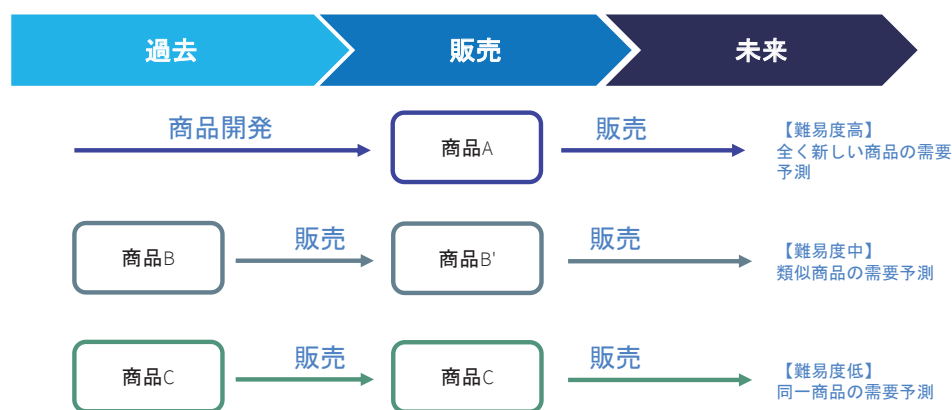 過去
販売
未来
商品開発
商品A
販売
【難易度高】
全く新しい商品の需要
予測
商品B
販売
商品B'
販売
【難易度中】
類似商品の需要予測
商品C
販売
商品C
販売
【難易度低】
同一商品の需要予測